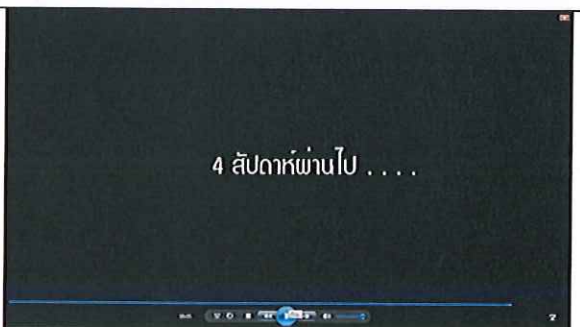 4 สัปดาห์ผ่านไป . . . .